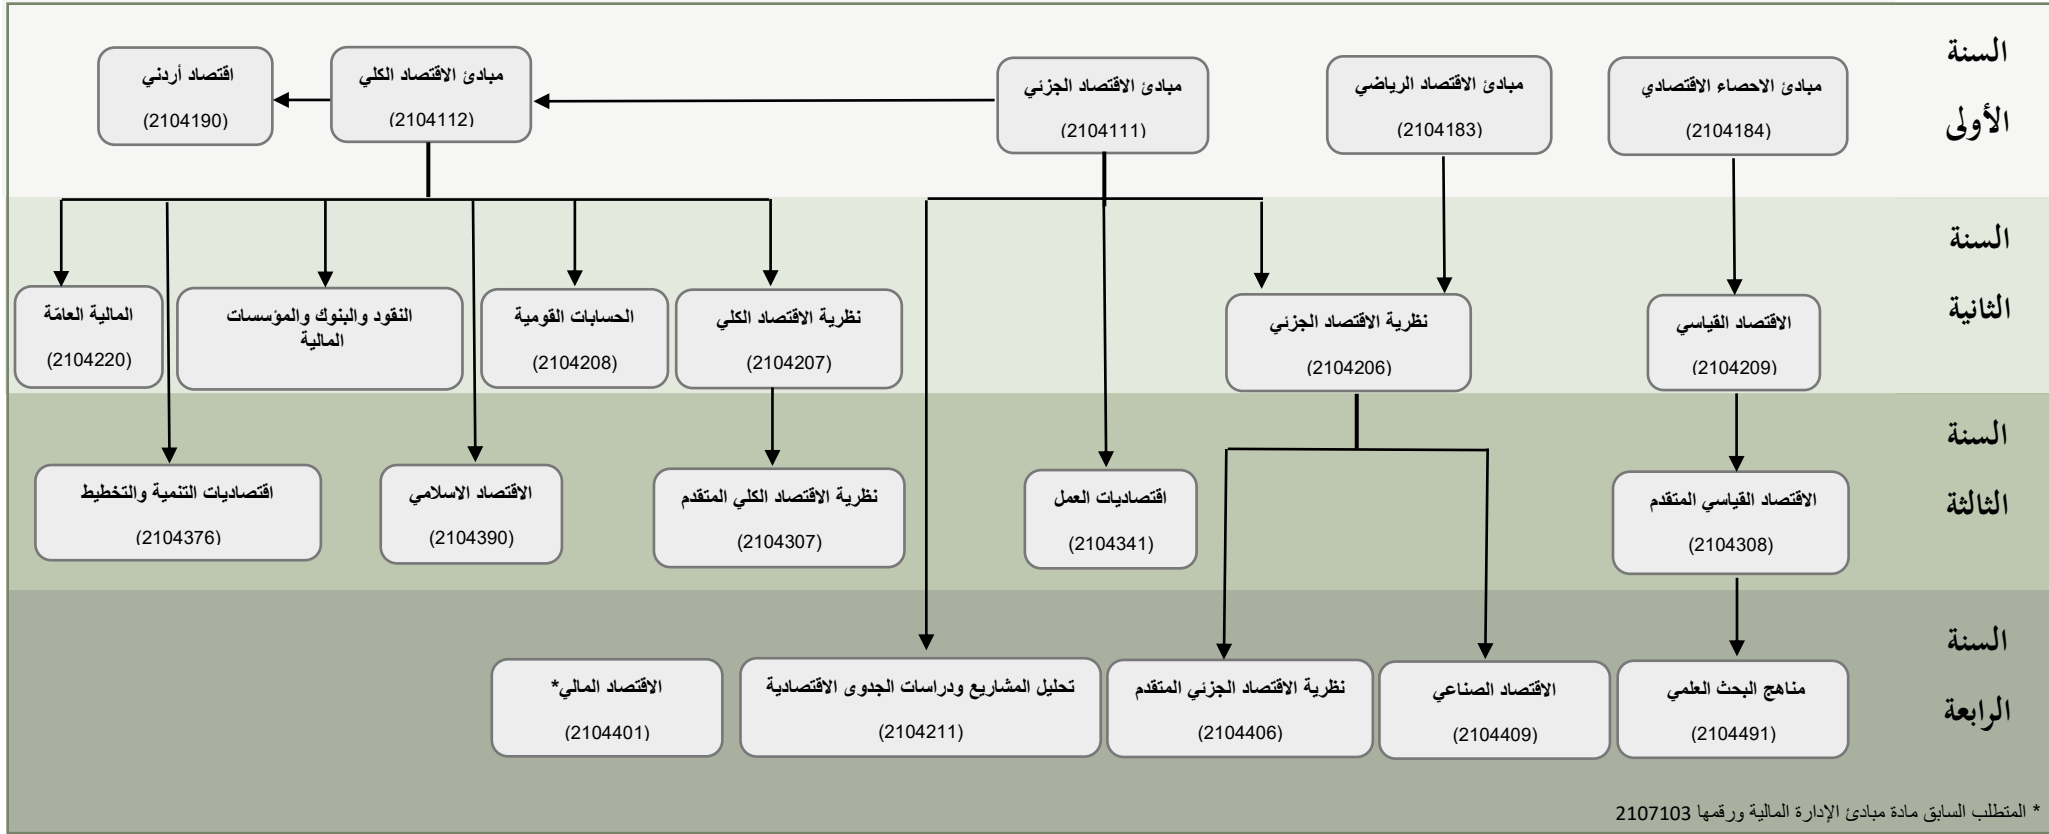 السنة
الأولى
مبادئ الاحصاء الاقتصادي
(2104184)
مبادئ الاقتصاد الرياضي
(2104183)
مبادئ الاقتصاد الجزئي
(2104111)
مبادئ الاقتصاد الكلي
(2104112)
اقتصاد أردني
(2104190)
السنة
الثانية
الاقتصاد القياسي
(2104209)
نظرية الاقتصاد الجزئي
(2104206)
نظرية الاقتصاد الكلي
(2104207)
الحسابات القومية
(2104208)
النقود والبنوك والمؤسسات
المالية
المالية العامّة
(2104220)
السنة
الثالثة
الاقتصاد القياسي المتقدم
(2104308)
اقتصاديات العمل
(2104341)
نظرية الاقتصاد الكلي المتقدم
(2104307)
الاقتصاد الاسلامي
(2104390)
اقتصاديات التنمية والتخطيط
(2104376)
السنة
الرابعة
مناهج البحث العلمي
(2104491)
الاقتصاد الصناعي
(2104409)
نظرية الاقتصاد الجزئي المتقدم
(2104406)
تحليل المشاريع ودراسات الجدوى الاقتصادية
(2104211)
الاقتصاد المالي*
(2104401)
* المتطلب السابق مادة مبادئ الإدارة المالية ورقمها 2107103